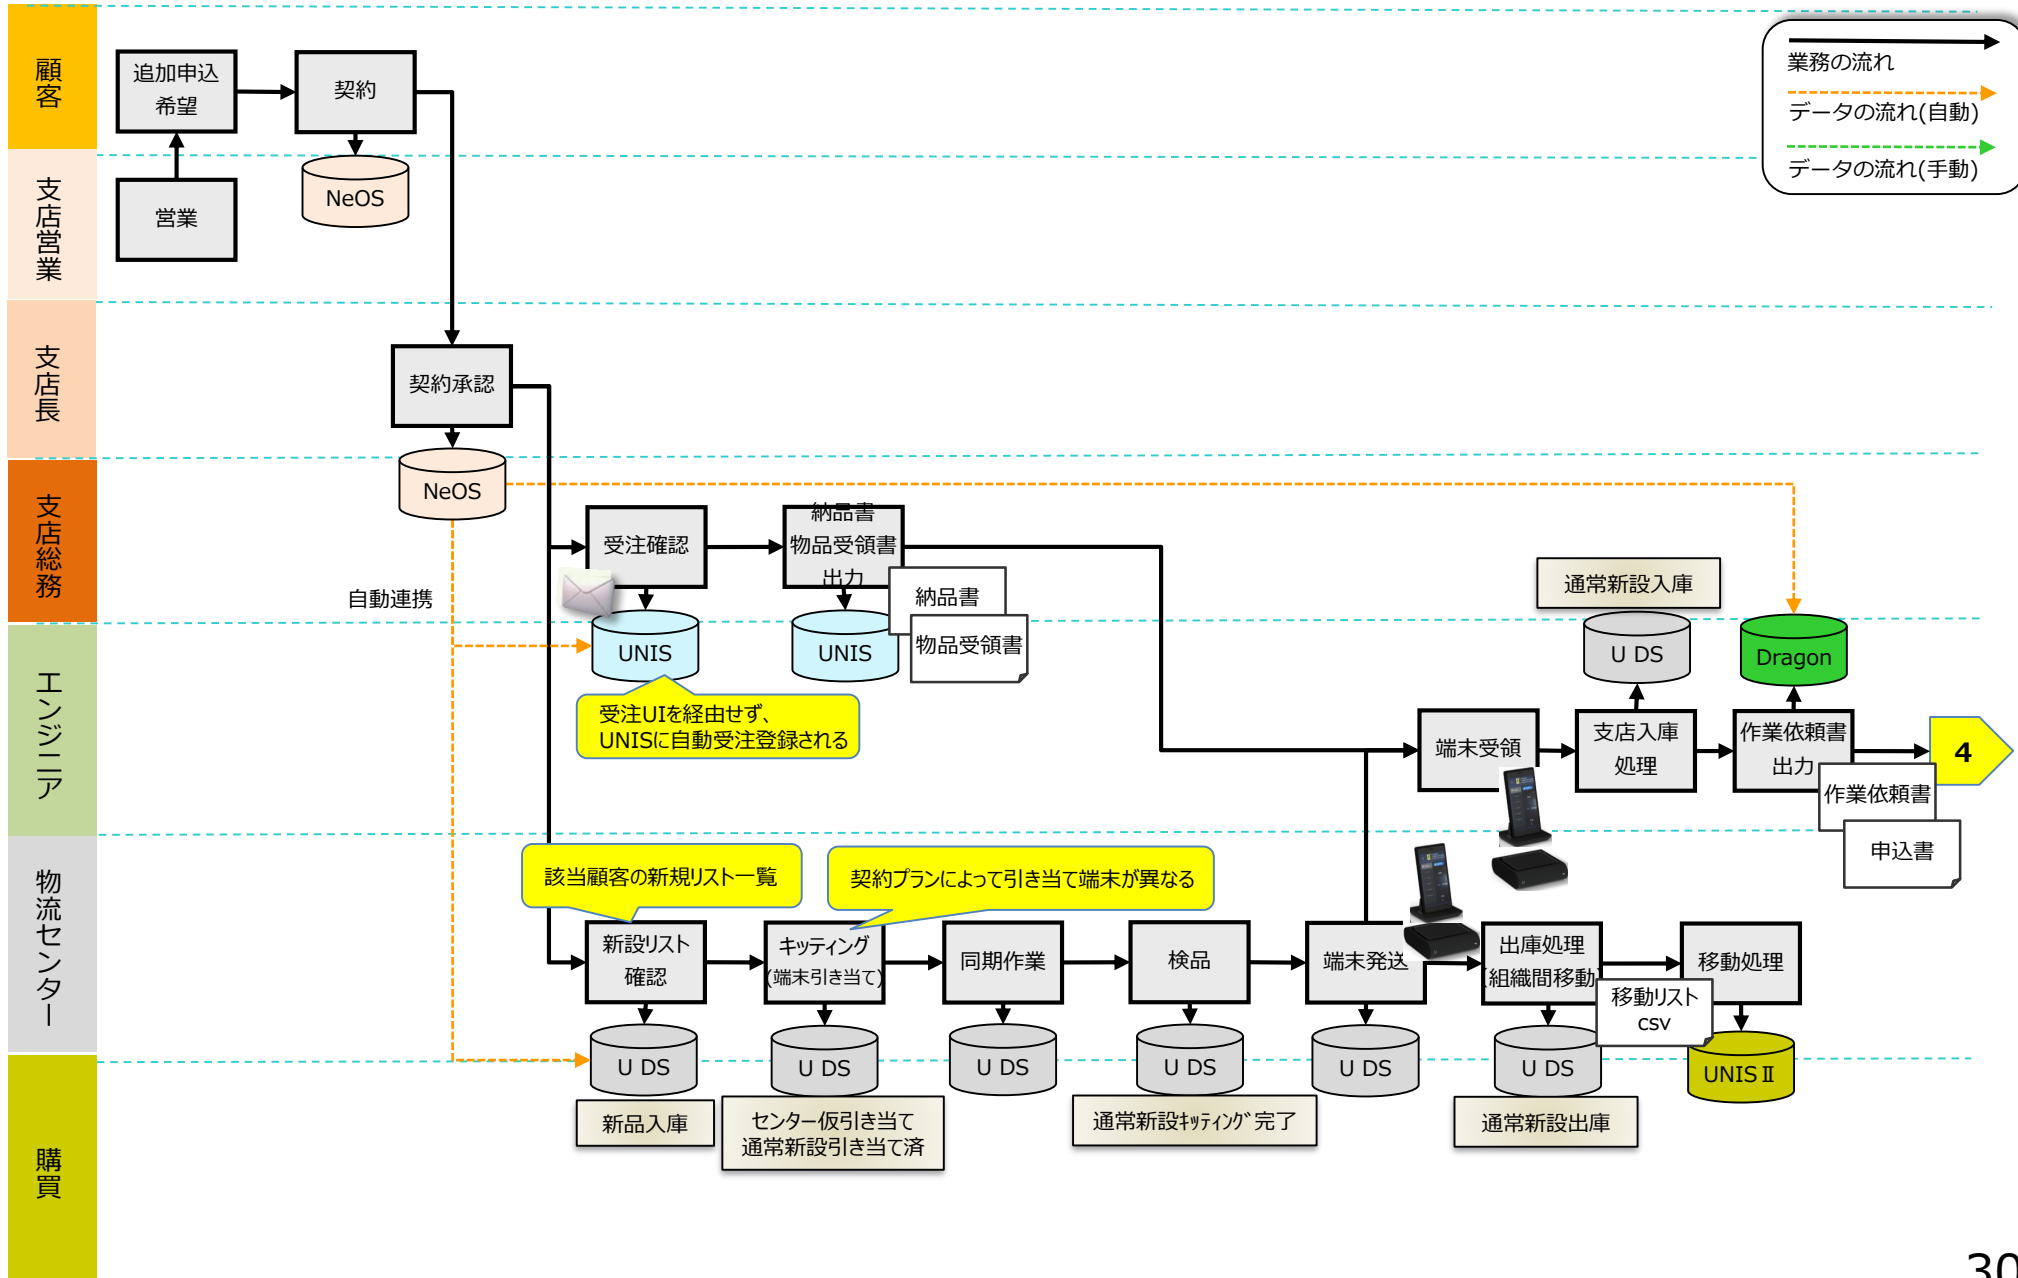 顧客
追加申込
希望
契約
業務の流れ
データの流れ(自動)
データの流れ(手動)
支店営業
営業
NeOS
支店長
契約承認
支店総務
NeOS
自動連携
受注確認
納品書
物品受領書
出力
納品書
物品受領書
UNIS
UNIS
受注UIを経由せず、
UNISに自動受注登録される
通常新設入庫
U DS
Dragon
エンジニア
端末受領
支店入庫
処理
作業依頼書
出力
4
作業依頼書
申込書
物流センター
該当顧客の新規リスト一覧
契約プランによって引き当て端末が異なる
新設リスト
確認
キッティング
(端末引き当て)
同期作業
検品
端末発送
出庫処理
(組織間移動)
移動処理
移動リスト
csv
U DS
U DS
U DS
U DS
U DS
U DS
UNISⅡ
購買
新品入庫
センター仮引き当て
通常新設引き当て済
通常新設ｷｯﾃｨﾝｸﾞ完了
通常新設出庫
30